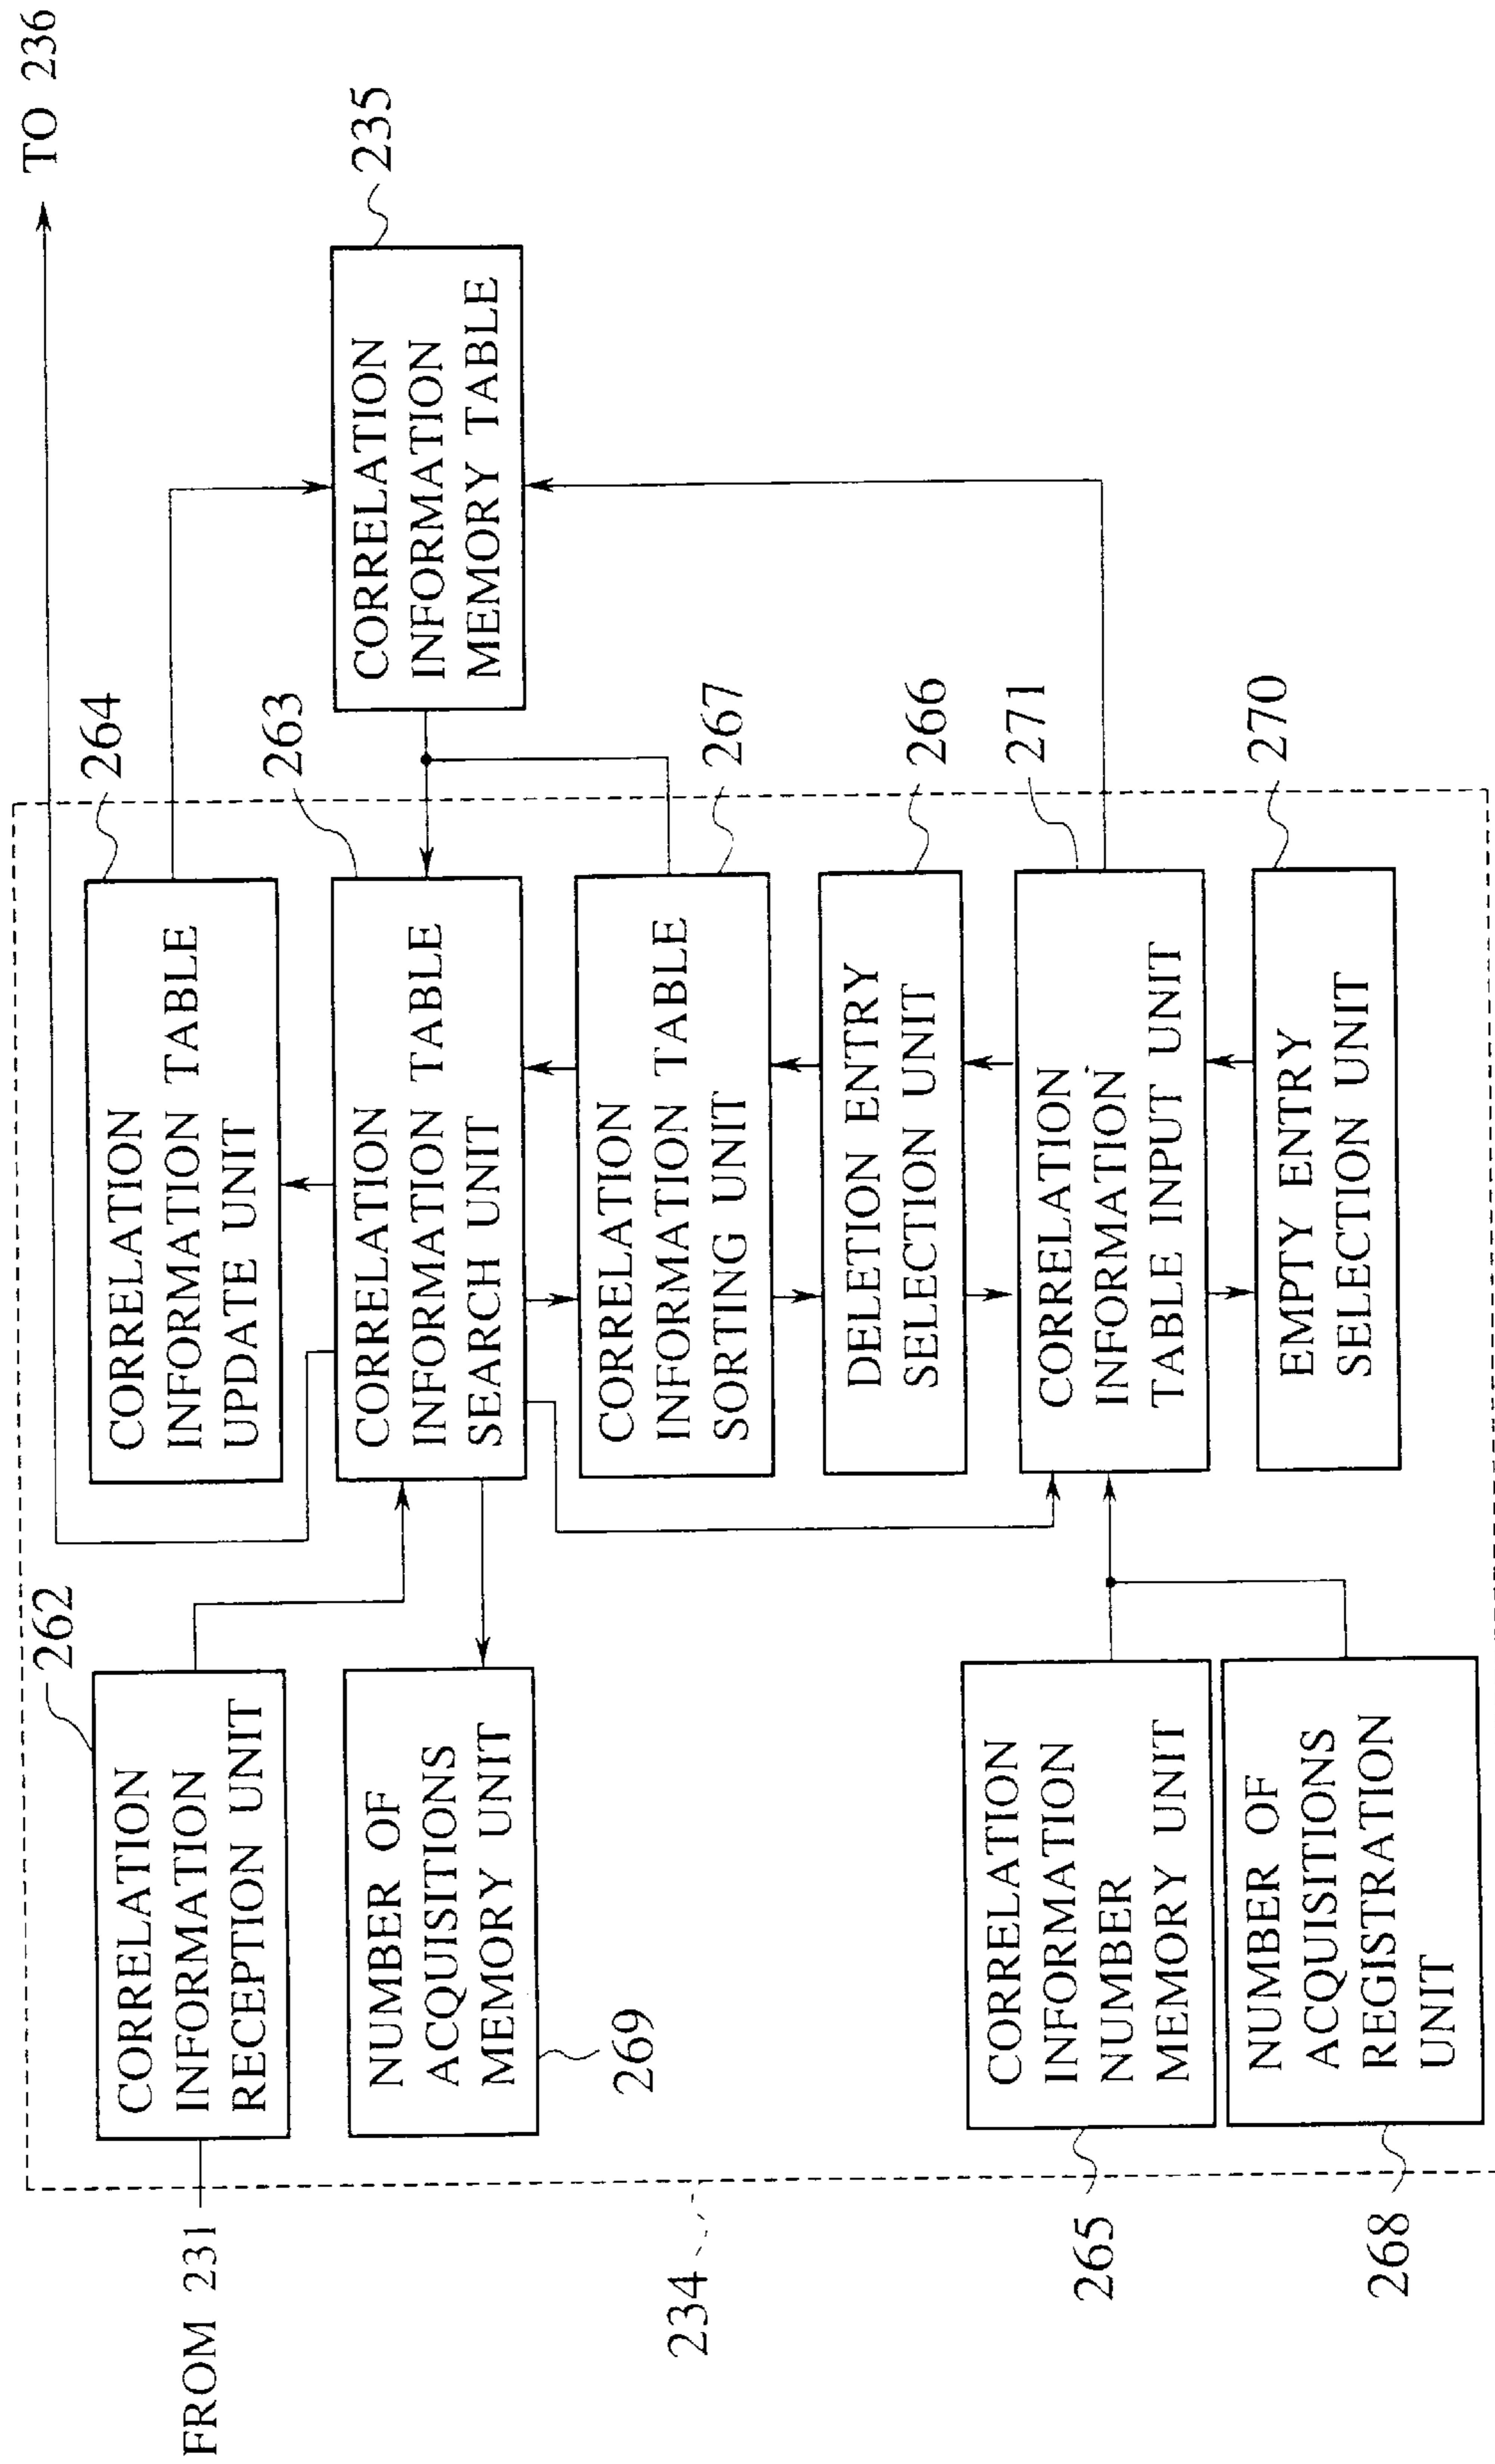 TO 236
264
CORRELATION
INFORMATION TABLE
UPDATE UNIT
263
CORRELATION
INFORMATION TABLE
SEARCH UNIT
235
CORRELATION
INFORMATION
MEMORY TABLE
267
CORRELATION
INFORMATION TABLE
SORTING UNIT
266
DELETION ENTRY
SELECTION UNIT
271
CORRELATION
INFORMATION
TABLE INPUT UNIT
270
EMPTY ENTRY
SELECTION UNIT
262
CORRELATION
INFORMATION
RECEPTION UNIT
FROM 231
NUMBER OF
ACQUISITIONS
MEMORY UNIT
269
234
CORRELATION
INFORMATION
NUMBER
MEMORY UNIT
265
NUMBER OF
ACQUISITIONS
REGISTRATION
UNIT
268